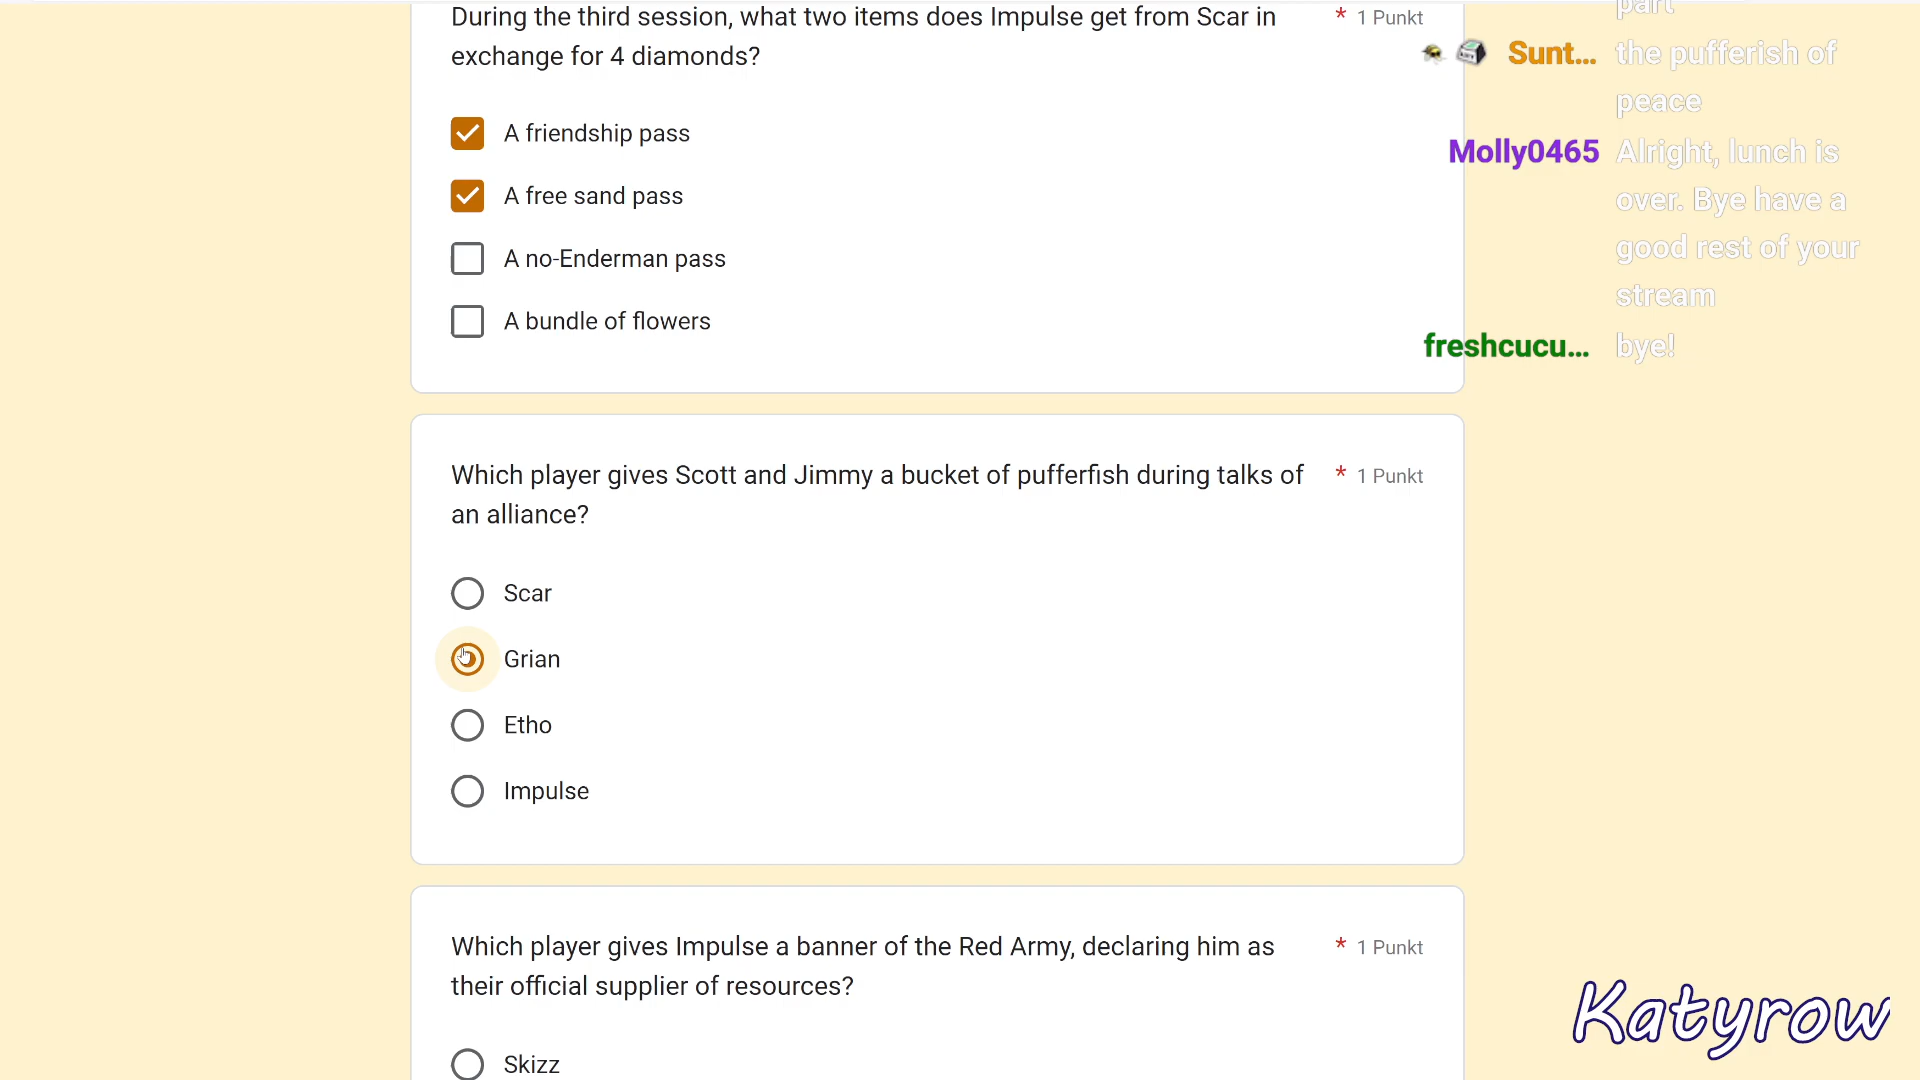 During the third session, what two items does Impulse get from Scar in
exchange for 4 diamonds?
* 1 Punkt
A friendship pass
A free sand pass
A no-Enderman pass
A bundle of flowers
Which player gives Scott and Jimmy a bucket of pufferfish during talks of
an alliance?
* 1 Punkt
Scar
Grian
Etho
Impulse
Which player gives Impulse a banner of the Red Army, declaring him as
their official supplier of resources?
* 1 Punkt
Skizz
part
Sunt... the pufferish of
peace
Molly0465 Alright, lunch is
over. Bye have a
good rest of your
stream
freshcucu... bye!
Katyrow